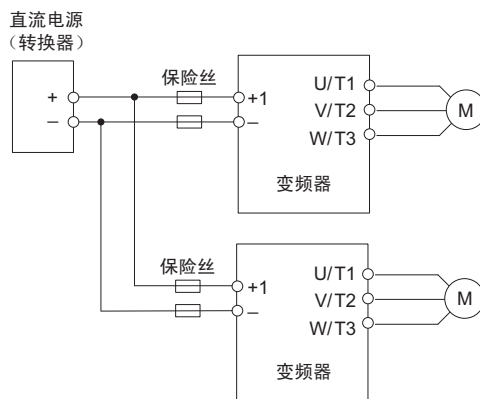 直流电源
（转换器）
保险丝
+
+1
U/T1
V/T2
M
–
–
W/T3
变频器
保险丝
+1
U/T1
V/T2
M
–
W/T3
变频器